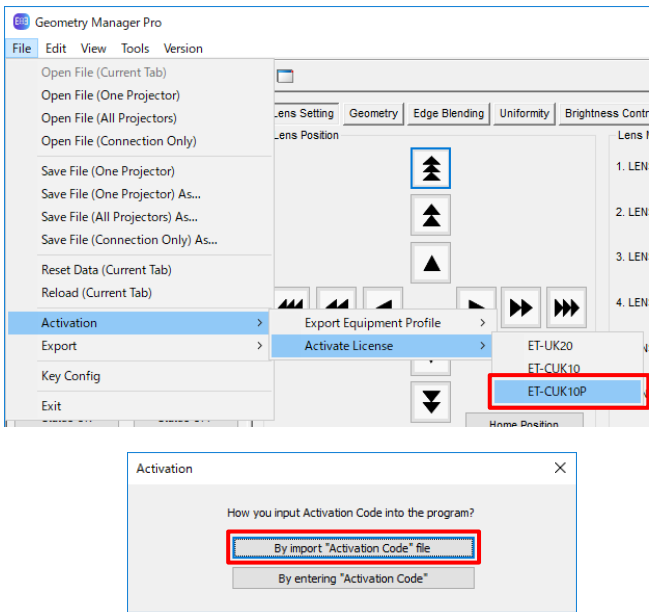 Geometry Manager Pro
File Edit View Tools Version
Open File (Current Tab)
Open File (One Projector)
Open File (All Projectors)
Open File (Connection Only)
Save File (One Projector)
Save File (One Projector) As...
Save File (All Projectors) As...
Save File (Connection Only) As...
Reset Data (Current Tab)
Reload (Current Tab)
Activation >
Export >
Key Config
Exit
Lens Setting Geometry Edge Blending Uniformity Brightness Contr
Lens Position
Lens M
1. LEN
2. LEN
3. LEN
4. LEN
Export Equipment Profile >
Activate License >
ET-UK20
ET-CUK10
ET-CUK10P
Home Position
Activation
How you input Activation Code into the program?
By import "Activation Code" file
By entering "Activation Code"